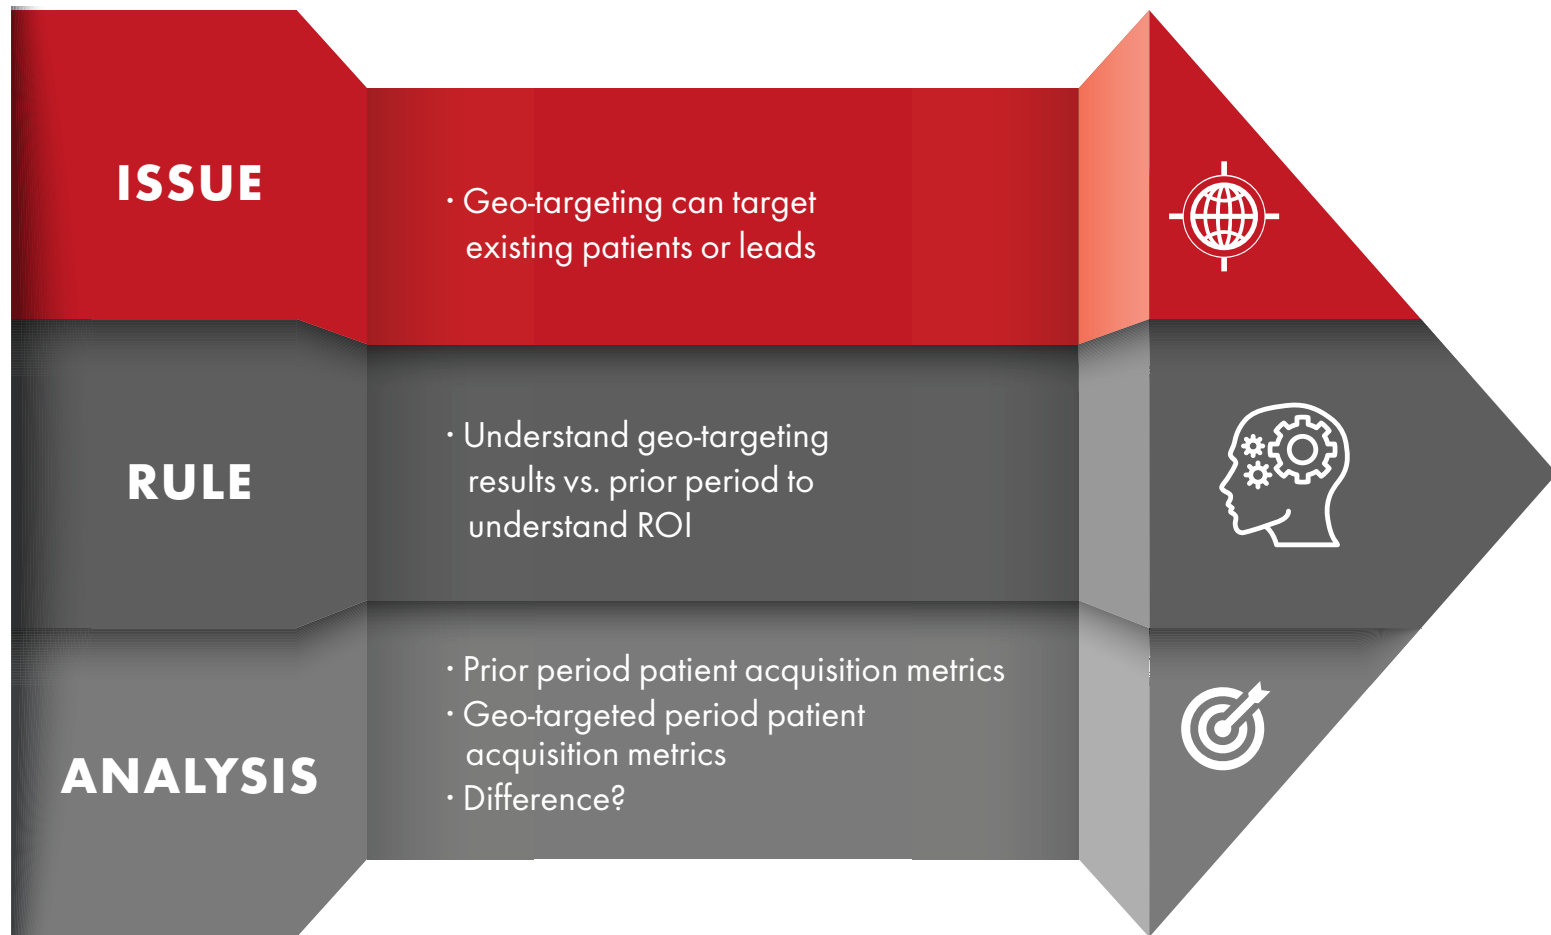 ISSUE
· Geo-targeting can target
existing patients or leads
RULE
· Understand geo-targeting
results vs. prior period to
understand ROI
ANALYSIS
· Prior period patient acquisition metrics
· Geo-targeted period patient
acquisition metrics
· Difference?